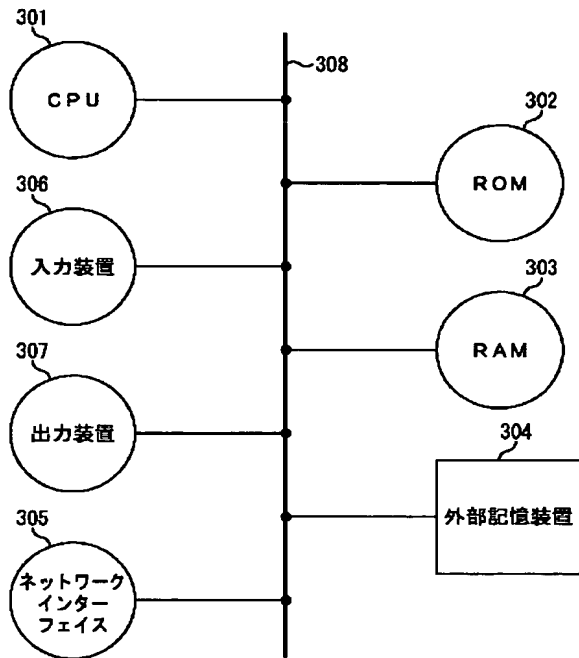 301
CPU
308
302
ROM
306
入力装置
303
RAM
307
出力装置
304
外部記憶装置
305
ネットワーク
インター
フェイス